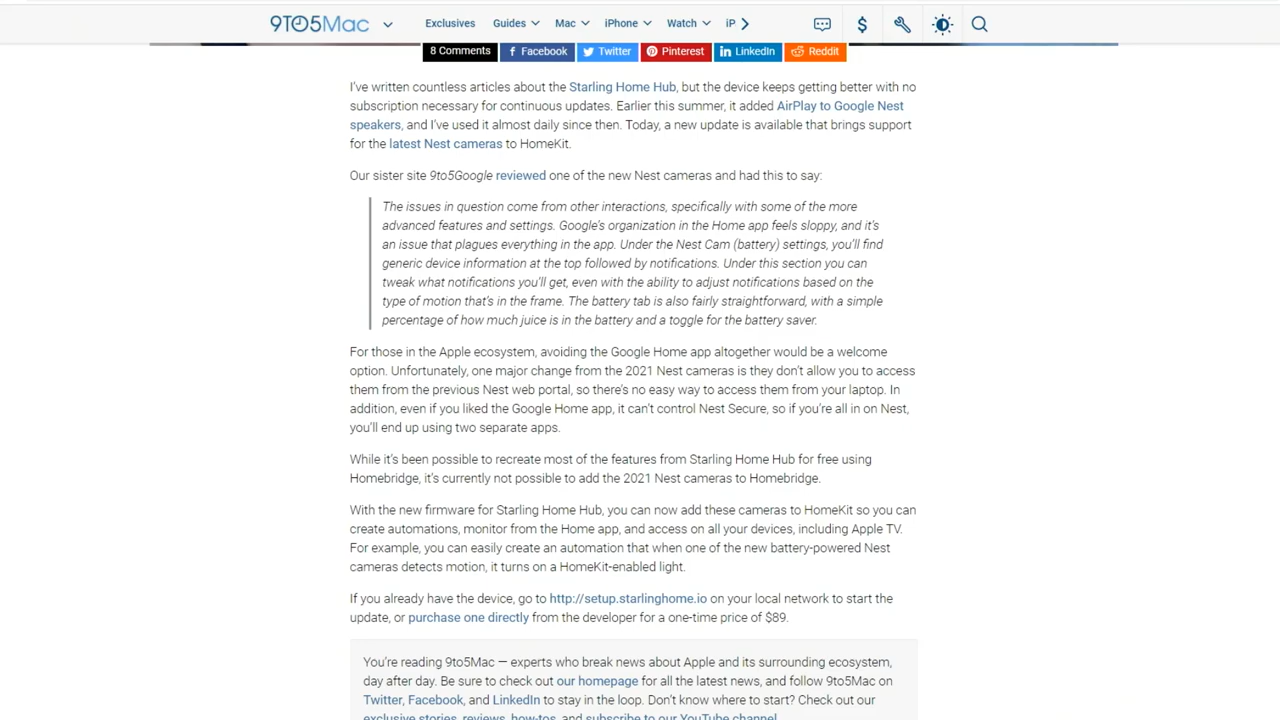 9TO5Mac
Exclusives Guides Mac iPhone Watch iP
$
8 Comments Facebook Twitter Pinterest LinkedIn Reddit
I've written countless articles about the Starling Home Hub, but the device keeps getting better with no
subscription necessary for continuous updates. Earlier this summer, it added AirPlay to Google Nest
speakers, and I've used it almost daily since then. Today, a new update is available that brings support
for the latest Nest cameras to HomeKit.
Our sister site 9to5Google reviewed one of the new Nest cameras and had this to say:
The issues in question come from other interactions, specifically with some of the more
advanced features and settings. Google's organization in the Home app feels sloppy, and it's
an issue that plagues everything in the app. Under the Nest Cam (battery) settings, you'll find
generic device information at the top followed by notifications. Under this section you can
tweak what notifications you'll get, even with the ability to adjust notifications based on the
type of motion that's in the frame. The battery tab is also fairly straightforward, with a simple
percentage of how much juice is in the battery and a toggle for the battery saver.
For those in the Apple ecosystem, avoiding the Google Home app altogether would be a welcome
option. Unfortunately, one major change from the 2021 Nest cameras is they don't allow you to access
them from the previous Nest web portal, so there's no easy way to access them from your laptop. In
addition, even if you liked the Google Home app, it can't control Nest Secure, so if you're all in on Nest,
you'll end up using two separate apps.
While it's been possible to recreate most of the features from Starling Home Hub for free using
Homebridge, it's currently not possible to add the 2021 Nest cameras to Homebridge.
With the new firmware for Starling Home Hub, you can now add these cameras to HomeKit so you can
create automations, monitor from the Home app, and access on all your devices, including Apple TV.
For example, you can easily create an automation that when one of the new battery-powered Nest
cameras detects motion, it turns on a HomeKit-enabled light.
If you already have the device, go to http://setup.starlinghome.io on your local network to start the
update, or purchase one directly from the developer for a one-time price of $89.
You're reading 9to5Mac — experts who break news about Apple and its surrounding ecosystem,
day after day. Be sure to check out our homepage for all the latest news, and follow 9to5Mac on
Twitter, Facebook, and LinkedIn to stay in the loop. Don't know where to start? Check out our
exclusive stories, reviews, how-tos, and subscribe to our YouTube channel